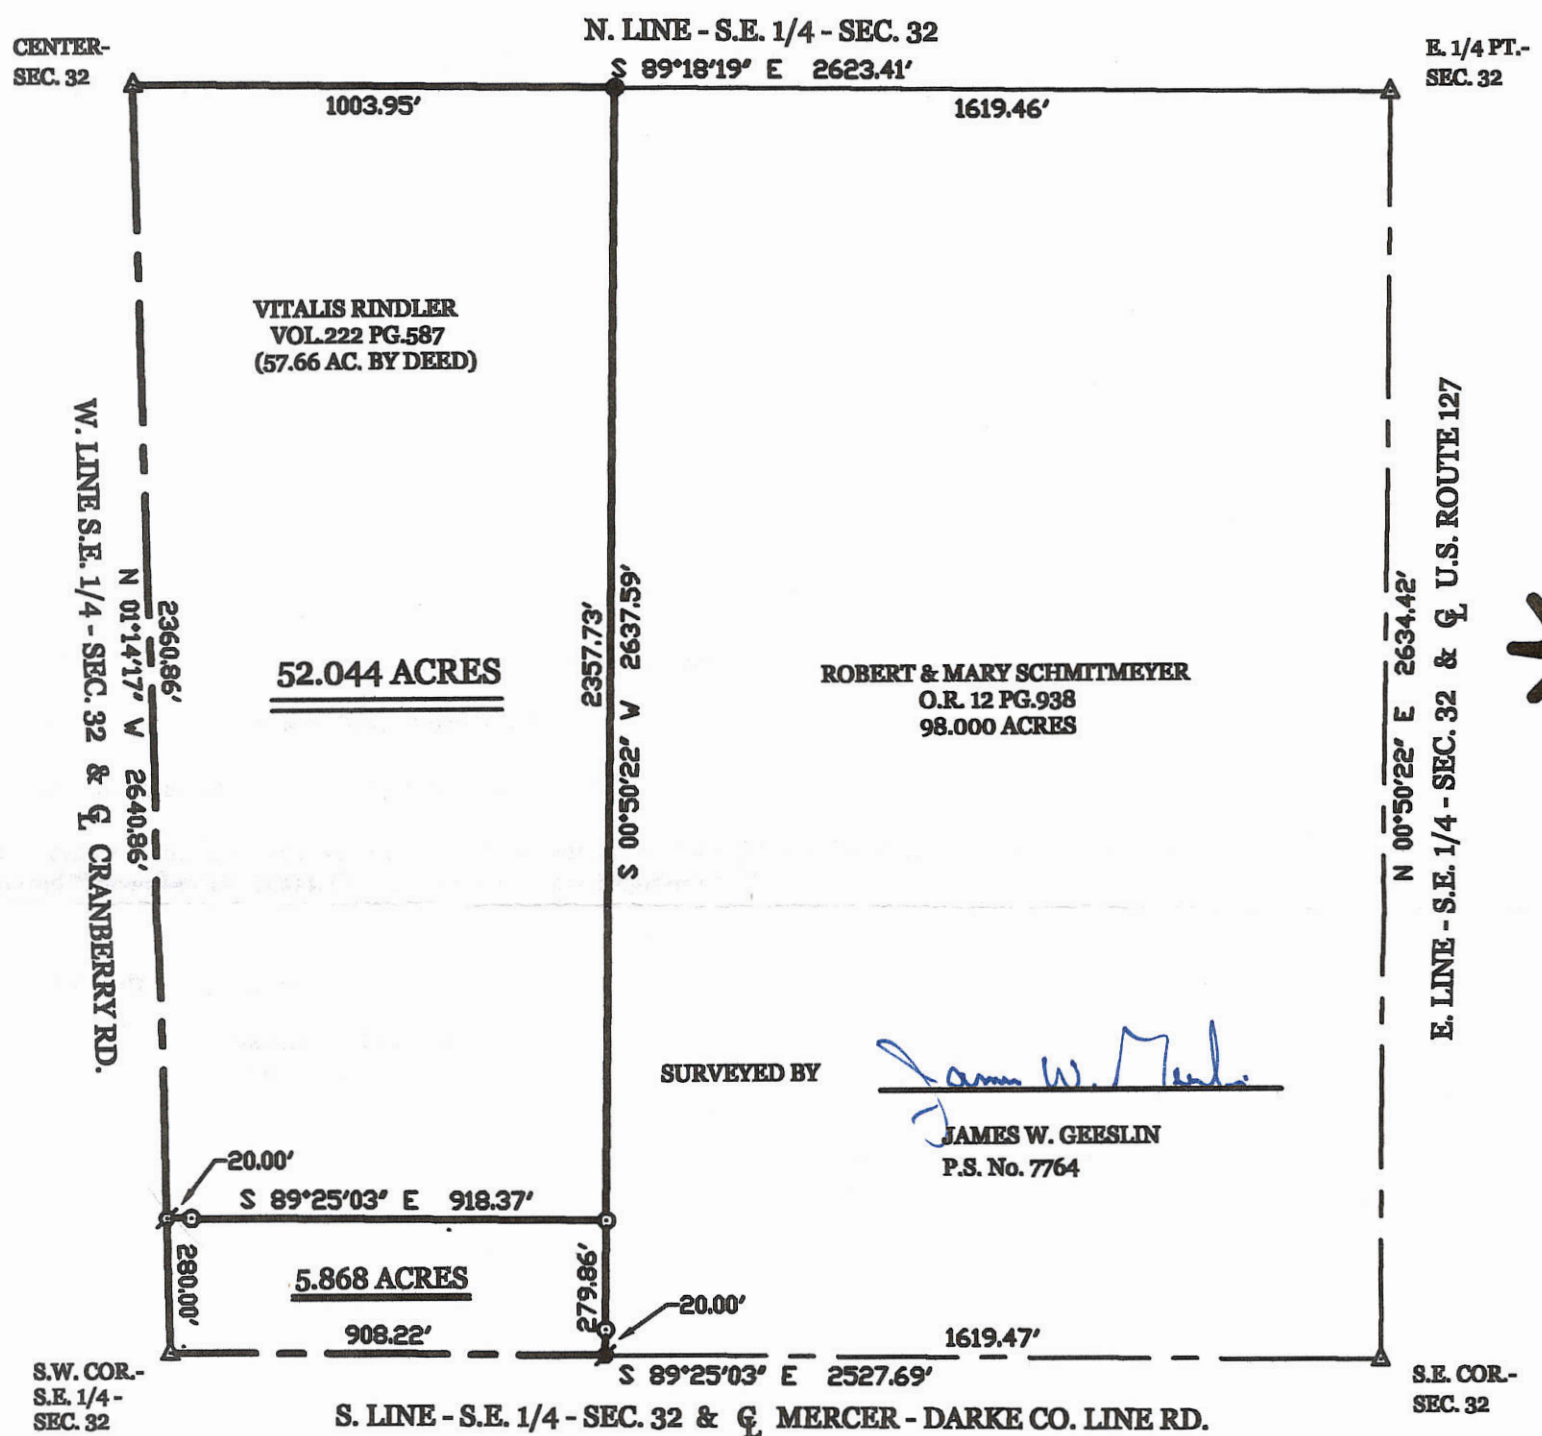 N. LINE - S.E. 1/4 - SEC. 32
CENTER-
SEC. 32
E. 1/4 PT.-
SEC. 32
S 89°18'19" E 2623.41'
1003.95'
1619.46'
VITALIS RINDLER
VOL.222 PG.587
(57.66 AC. BY DEED)
W. LINE S.E. 1/4 - SEC. 32 & ℄ CRANBERRY RD.
N 01°14'17" W 2640.86'
2360.86'
52.044 ACRES
2357.73'
S 00°50'22" W 2637.59'
ROBERT & MARY SCHMITMEYER
O.R. 12 PG.938
98.000 ACRES
N 00°50'22" E 2634.42'
E. LINE - S.E. 1/4 - SEC. 32 & ℄ U.S. ROUTE 127
SURVEYED BY
James W. Geeslin
JAMES W. GEESLIN
P.S. No. 7764
20.00'
S 89°25'03" E 918.37'
280.00'
5.868 ACRES
279.86'
20.00'
908.22'
1619.47'
S 89°25'03" E 2527.69'
S.W. COR.-
S.E. 1/4 -
SEC. 32
S.E. COR.-
SEC. 32
S. LINE - S.E. 1/4 - SEC. 32 & ℄ MERCER - DARKE CO. LINE RD.